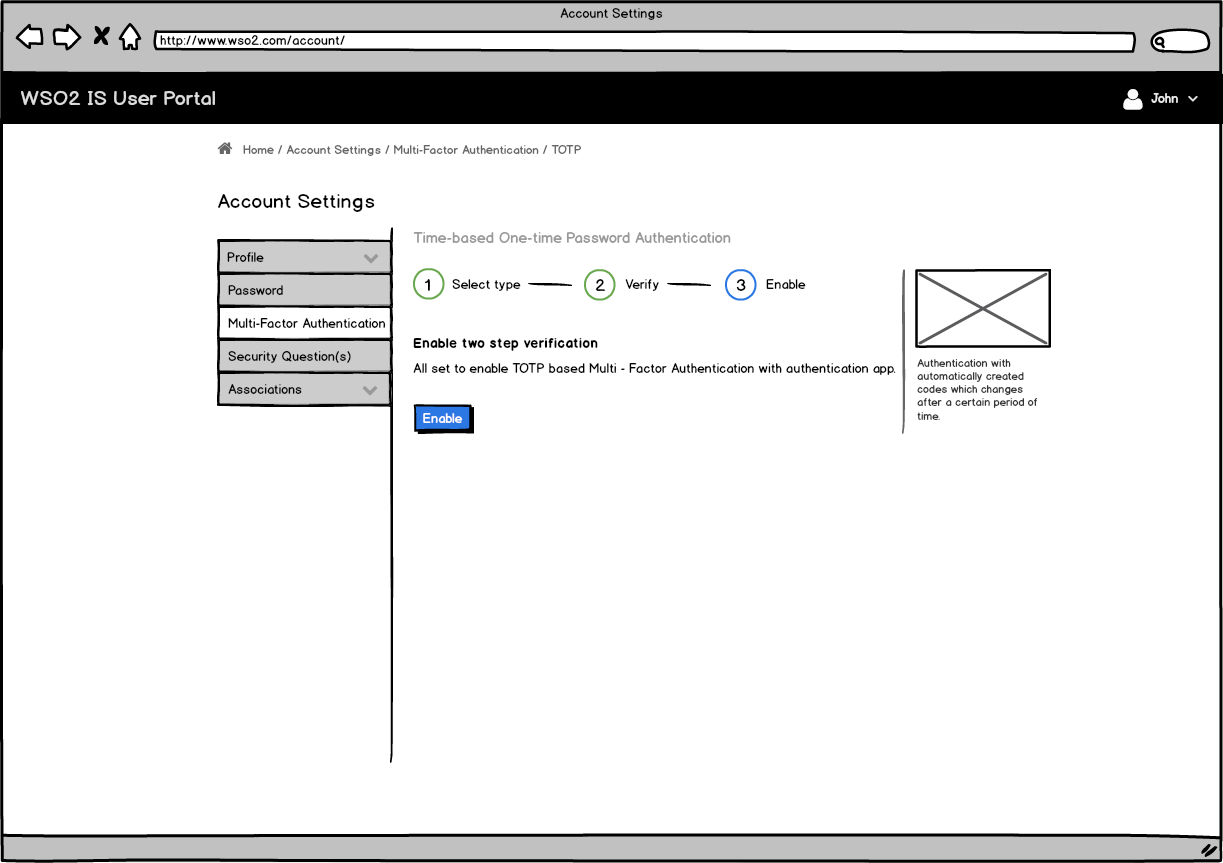 Account Settings
http://www.wso2.com/account/
WSO2 IS User Portal
John
Home / Account Settings / Multi-Factor Authentication / TOTP
Account Settings
Profile
Password
Multi-Factor Authentication
Security Question(s)
Associations
Time-based One-time Password Authentication
1 Select type 2 Verify 3 Enable
Enable two step verification
All set to enable TOTP based Multi - Factor Authentication with authentication app.
Enable
Authentication with
automatically created
codes which changes
after a certain period of
time.